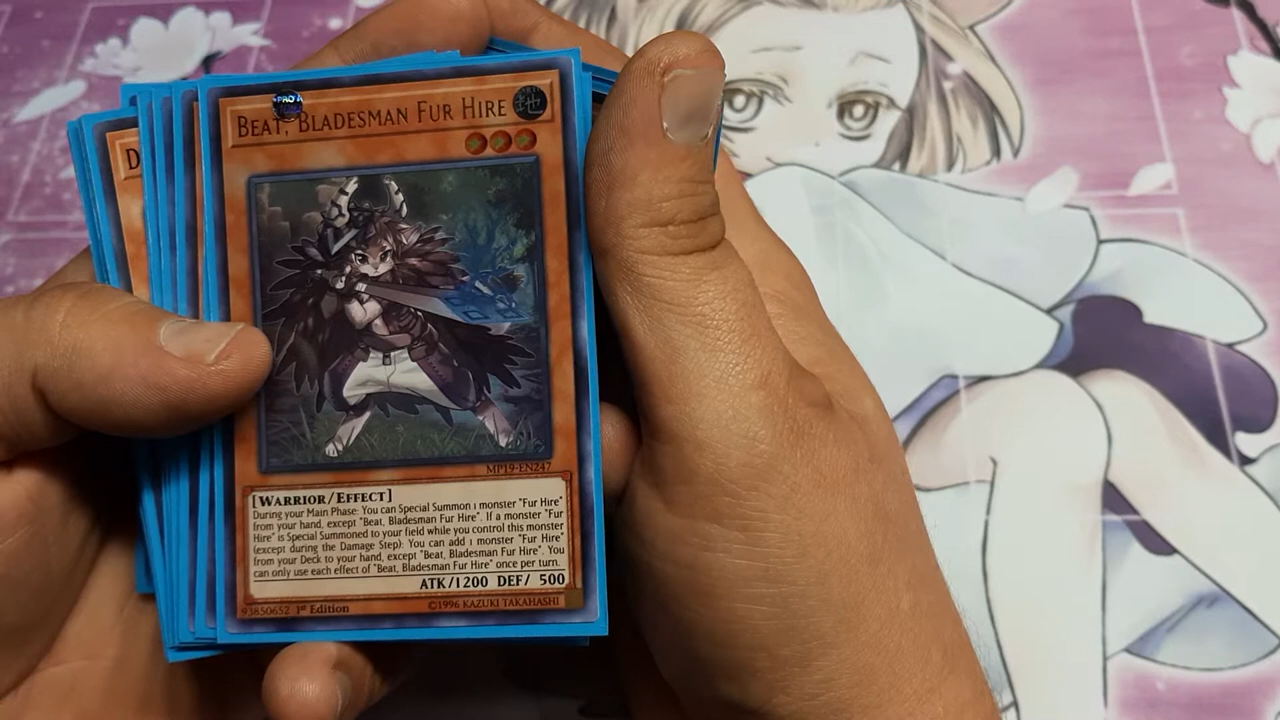 PRO
BEAT, BLADESMAN FUR HIRE
D
MP19-EN247
[WARRIOR/EFFECT]
During your Main Phase: You can Special Summon 1 monster "Fur Hire"
from your hand, except "Beat, Bladesman Fur Hire". If a monster "Fur
Hire" is Special Summoned to your field while you control this monster
(except during the Damage Step): You can add 1 monster "Fur Hire"
from your Deck to your hand, except "Beat, Bladesman Fur Hire". You
can only use each effect of "Beat, Bladesman Fur Hire" once per turn.
ATK/1200 DEF/ 500
93850652 1st Edition ©1996 KAZUKI TAKAHASHI